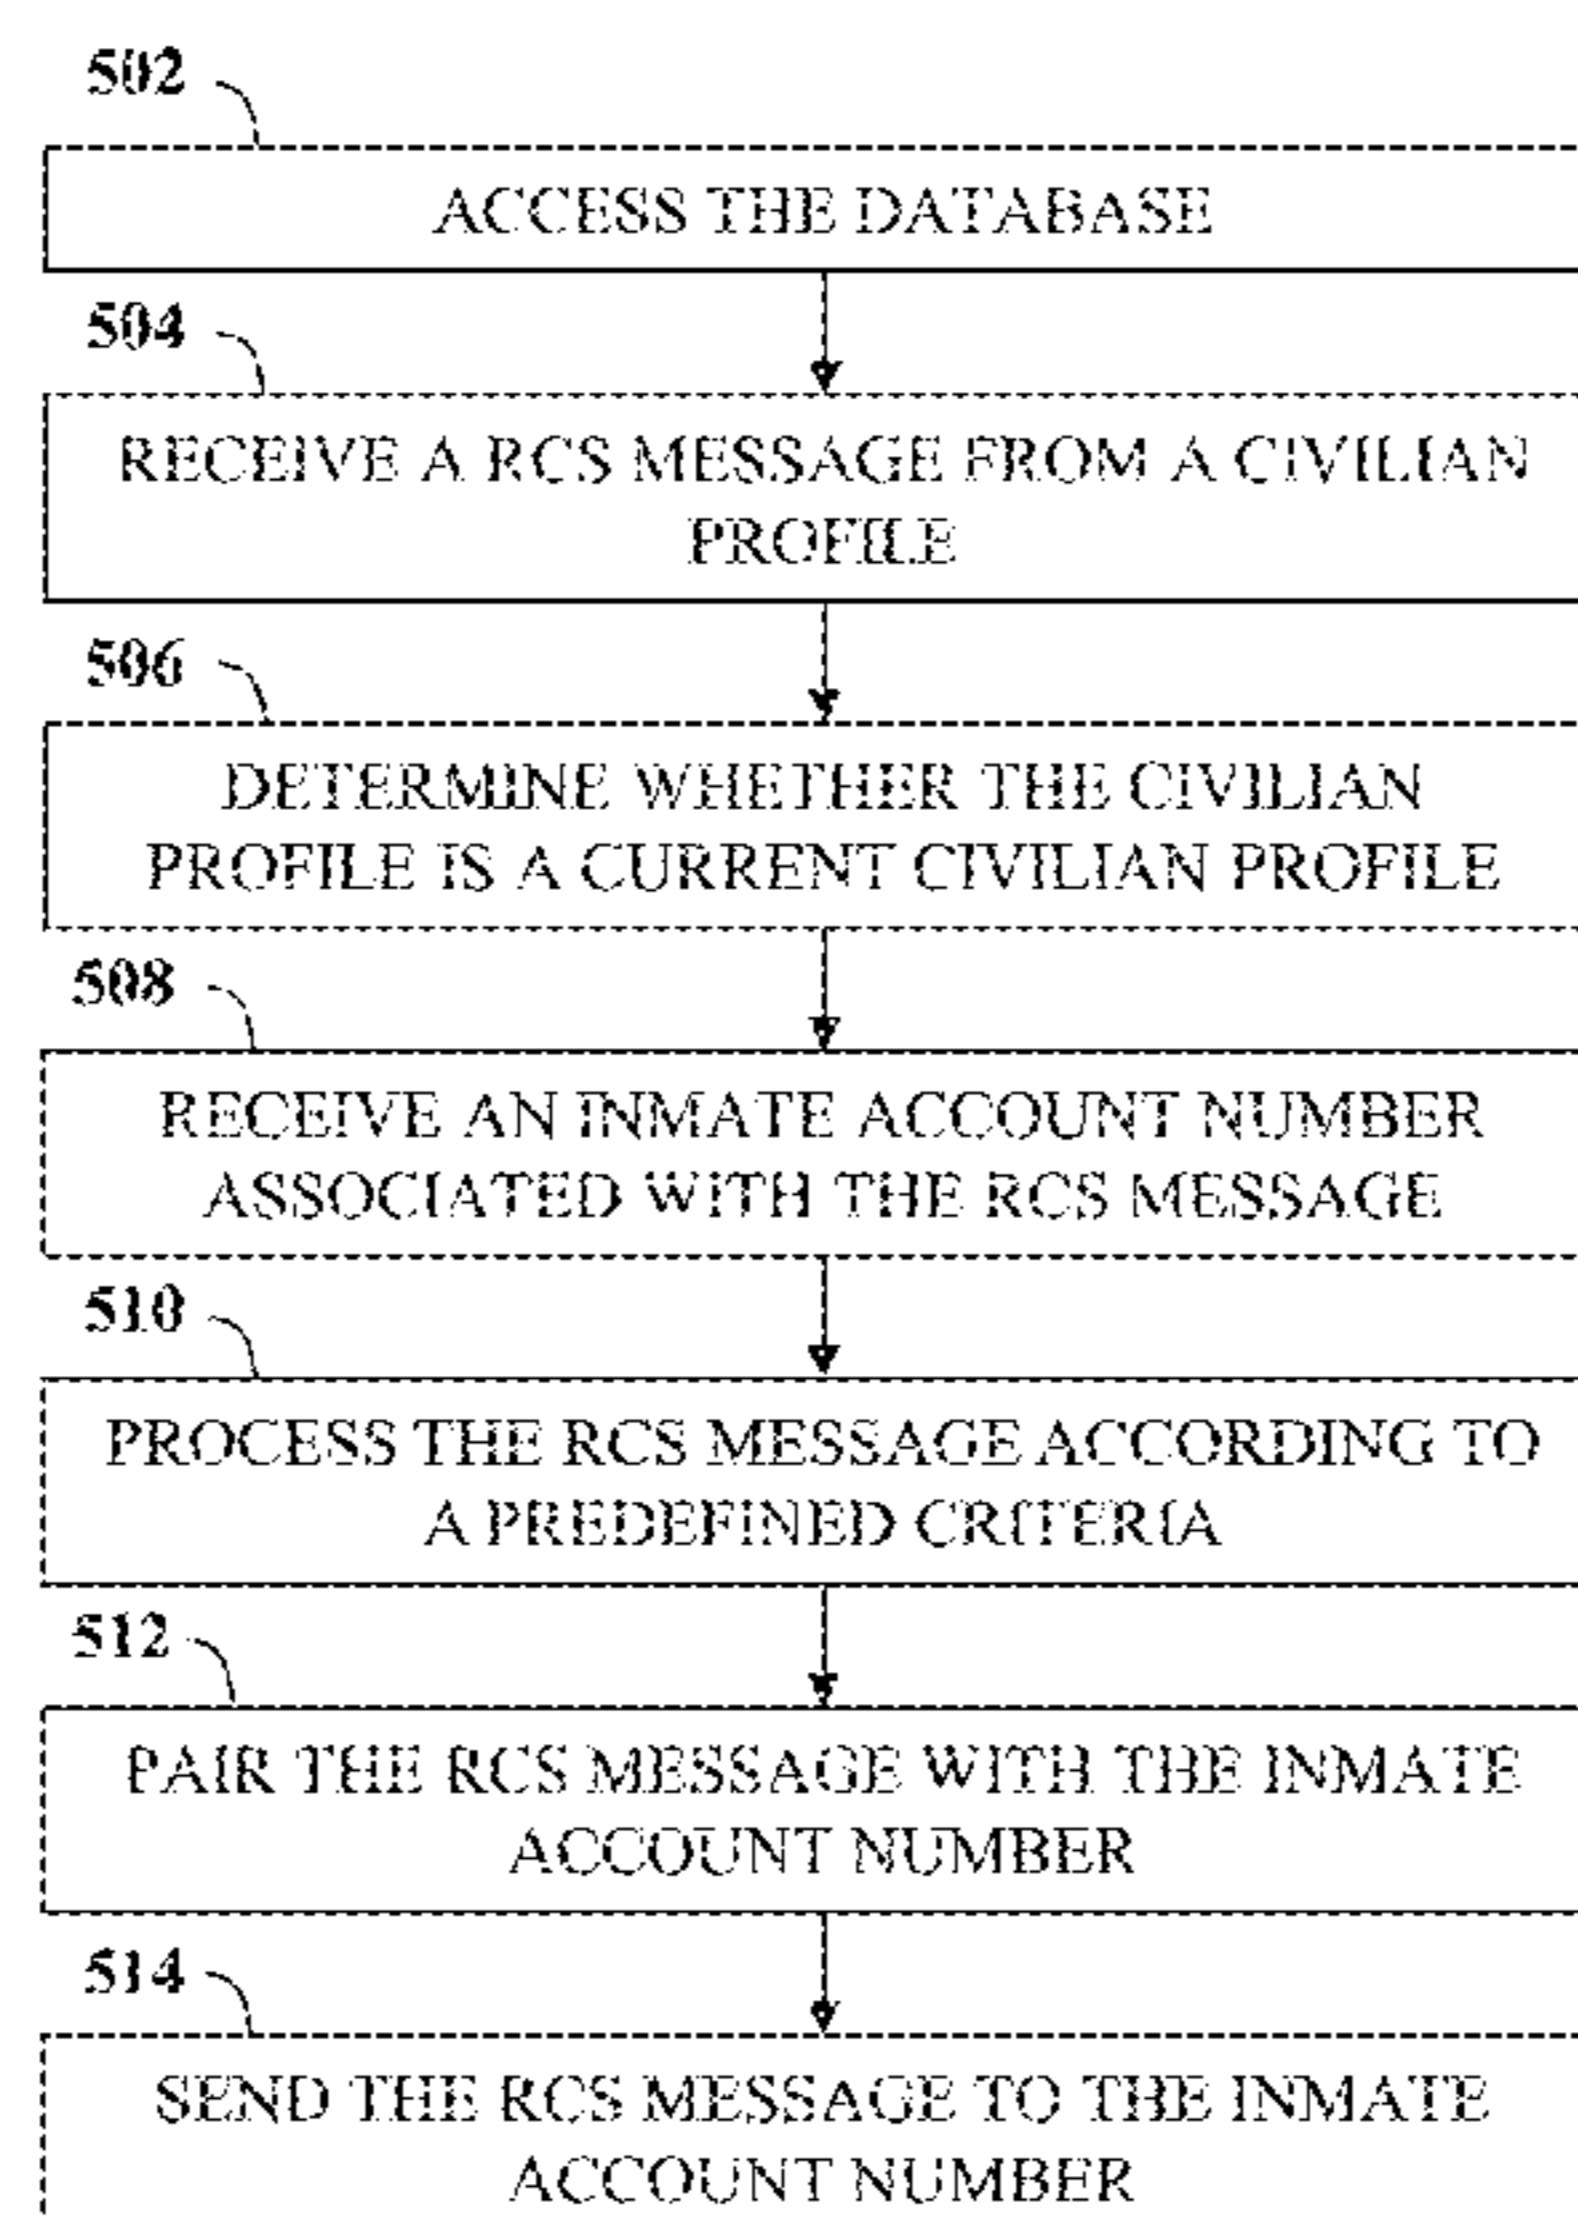 502
ACCESS THE DATABASE
504
RECEIVE A RCS MESSAGE FROM A CIVILIAN
PROFILE
506
DETERMINE WHETHER THE CIVILIAN
PROFILE IS A CURRENT CIVILIAN PROFILE
508
RECEIVE AN INMATE ACCOUNT NUMBER
ASSOCIATED WITH THE RCS MESSAGE
510
PROCESS THE RCS MESSAGE ACCORDING TO
A PREDEFINED CRITERIA
512
PAIR THE RCS MESSAGE WITH THE INMATE
ACCOUNT NUMBER
514
SEND THE RCS MESSAGE TO THE INMATE
ACCOUNT NUMBER